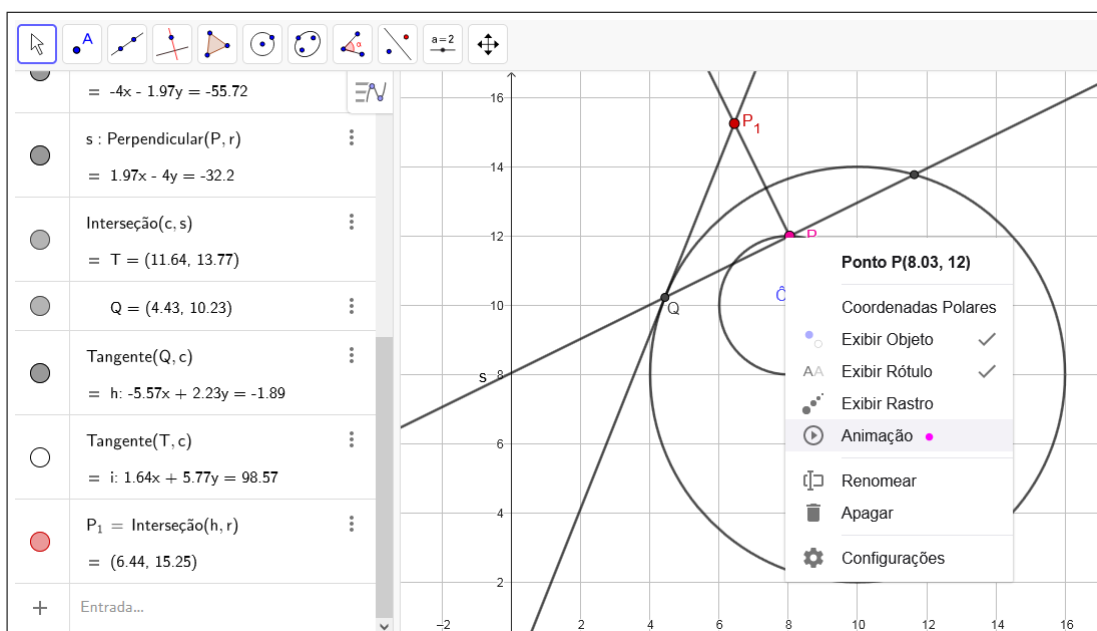 A
a=2
= -4x - 1.97y = -55.72
s : Perpendicular(P, r)
= 1.97x - 4y = -32.2
Interseção(c, s)
= T = (11.64, 13.77)
Q = (4.43, 10.23)
Tangente(Q, c)
= h: -5.57x + 2.23y = -1.89
Tangente(T, c)
= i: 1.64x + 5.77y = 98.57
P₁ = Interseção(h, r)
= (6.44, 15.25)
+ Entrada...
16
14
12
10
8
6
4
2
-2 2 4 6 8 10 12 14 16
P₁
P
Q
s
Ponto P(8.03, 12)
Coordenadas Polares
Exibir Objeto
AA Exibir Rótulo
Exibir Rastro
Animação
Renomear
Apagar
Configurações